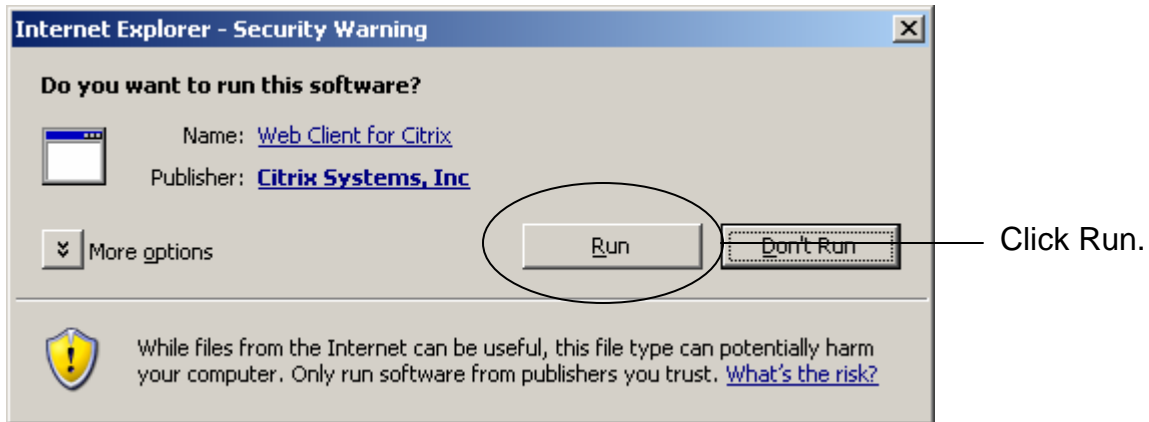 Internet Explorer - Security Warning
Do you want to run this software?
Name: Web Client for Citrix
Publisher: Citrix Systems, Inc
More options
Run
Don't Run
Click Run.
While files from the Internet can be useful, this file type can potentially harm
your computer. Only run software from publishers you trust. What's the risk?